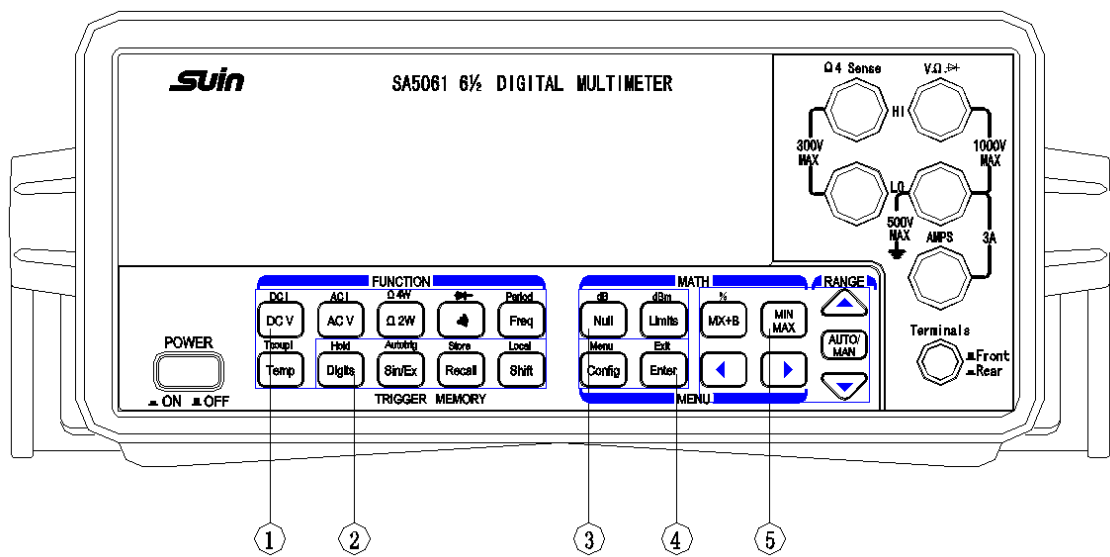 Suin
SA5061 6½ DIGITAL MULTIMETER
Ω4 Sense V.Ω.
HI
300V MAX
1000V MAX
LO
500V MAX
AMPS
3A
FUNCTION
MATH
RANGE
DC I AC I Ω 4W Period
dB dBm %
DC V AC V Ω 2W Freq
Null Limits MX+B MIN MAX
Tcoupl Hold Autotrig Store Local
Menu Exit
Temp Digits Sin/Ex Recall Shift
Config Enter
AUTO/MAN
TRIGGER MEMORY
MENU
POWER
ON OFF
Terminals
Front
Rear
1 2 3 4 5